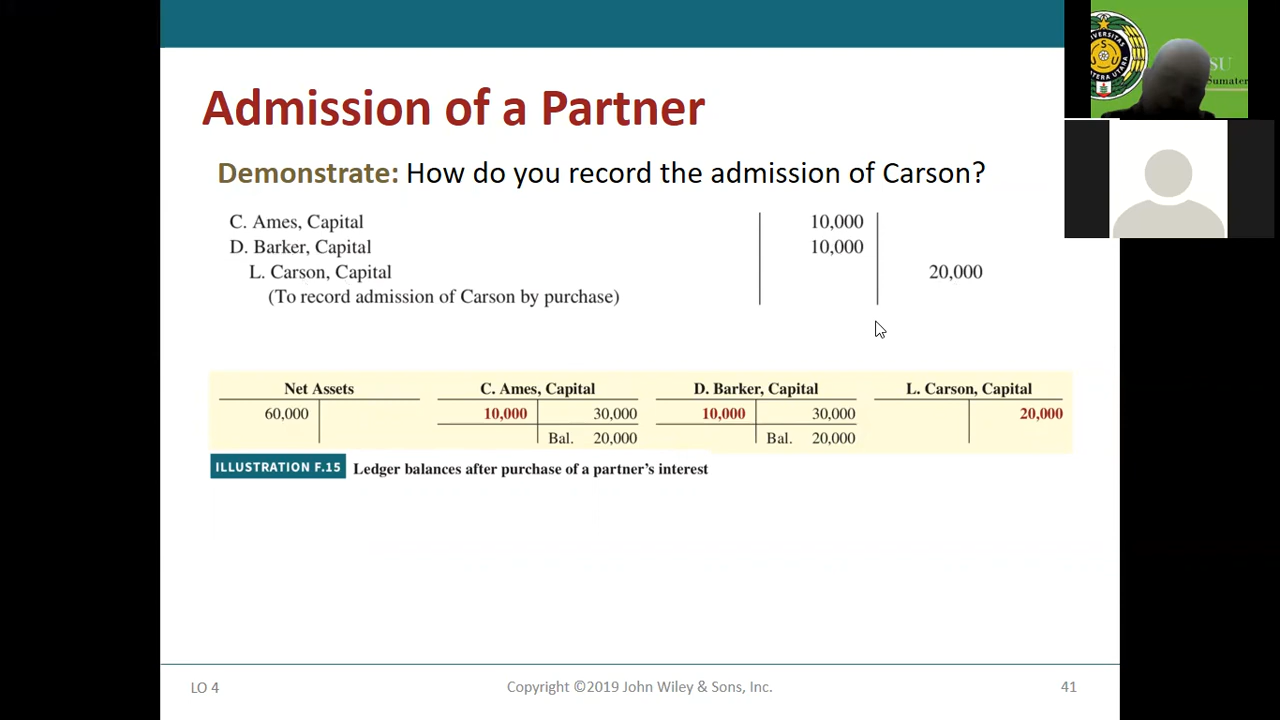 Admission of a Partner
Demonstrate: How do you record the admission of Carson?
C. Ames, Capital 10,000
D. Barker, Capital 10,000
L. Carson, Capital 20,000
(To record admission of Carson by purchase)
Net Assets C. Ames, Capital D. Barker, Capital L. Carson, Capital
60,000 10,000 30,000 10,000 30,000 20,000
Bal. 20,000 Bal. 20,000
ILLUSTRATION F.15 Ledger balances after purchase of a partner's interest
LO 4 Copyright ©2019 John Wiley & Sons, Inc. 41
SU
Sumater